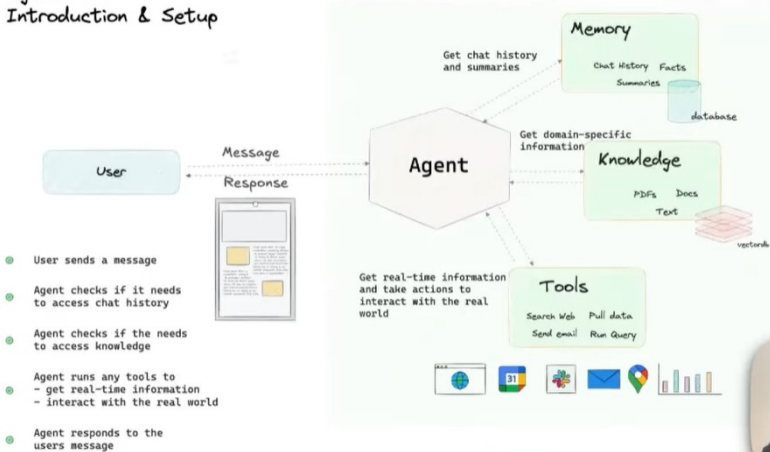 Introduction & Setup
Memory
Get chat history
and summaries
Chat History Facts
Summaries
database
Get domain-specific
information
Message
User
Agent
Knowledge
Response
PDFs Docs
Text
User sends a message
Agent checks if it needs
to access chat history
Agent checks if the needs
to access knowledge
Agent runs any tools to
- get real-time information
- interact with the real world
Agent responds to the
users message
Get real-time information
and take actions to
interact with the real
world
Tools
Search Web Pull data
Send email Run Query
31